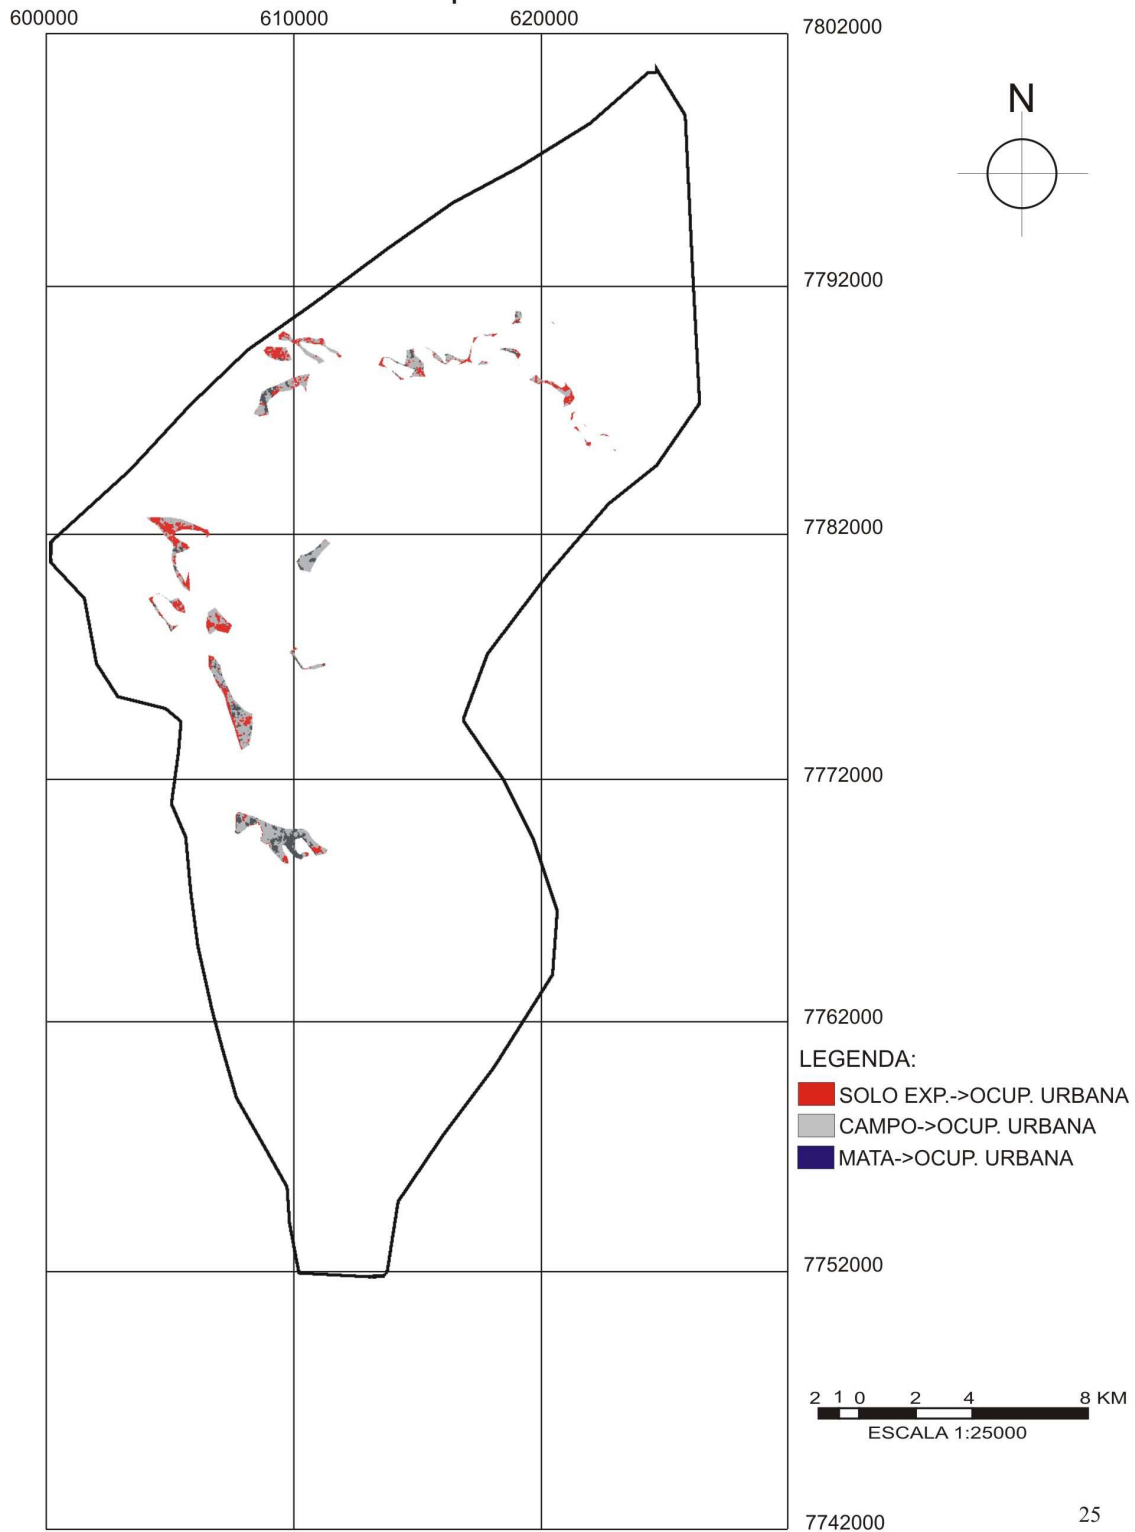 600000 610000 620000
7802000
N
7792000
7782000
7772000
7762000
LEGENDA:
SOLO EXP.->OCUP. URBANA
CAMPO->OCUP. URBANA
MATA->OCUP. URBANA
7752000
2 1 0 2 4 8 KM
ESCALA 1:25000
25
7742000